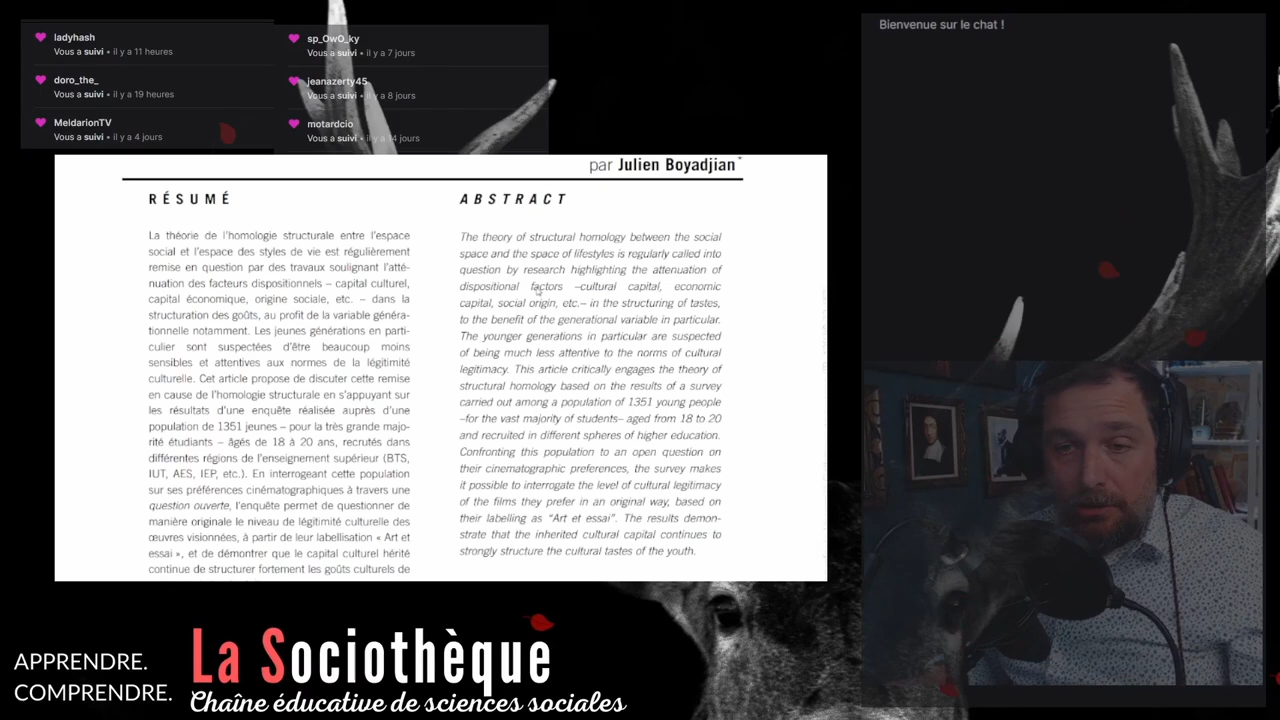 ladyhash
Vous a suivi • il y a 11 heures
doro_the_
Vous a suivi • il y a 19 heures
MeldarionTV
Vous a suivi • il y a 4 jours
sp_OwO_ky
Vous a suivi • il y a 7 jours
jeanazerty45
Vous a suivi • il y a 8 jours
motardcio
Vous a suivi • il y a 14 jours
Bienvenue sur le chat !
par Julien Boyadjian*
RÉSUMÉ
La théorie de l'homologie structurale entre l'espace
social et l'espace des styles de vie est régulièrement
remise en question par des travaux soulignant l'atté-
nuation des facteurs dispositionnels – capital culturel,
capital économique, origine sociale, etc. – dans la
structuration des goûts, au profit de la variable généra-
tionnelle notamment. Les jeunes générations en parti-
culier sont suspectées d'être beaucoup moins
sensibles et attentives aux normes de la légitimité
culturelle. Cet article propose de discuter cette remise
en cause de l'homologie structurale en s'appuyant sur
les résultats d'une enquête réalisée auprès d'une
population de 1351 jeunes – pour la très grande majo-
rité étudiants – âgés de 18 à 20 ans, recrutés dans
différentes régions de l'enseignement supérieur (BTS,
IUT, AES, IEP, etc.). En interrogeant cette population
sur ses préférences cinématographiques à travers une
question ouverte, l'enquête permet de questionner de
manière originale le niveau de légitimité culturelle des
œuvres visionnées, à partir de leur labellisation « Art et
essai », et de démontrer que le capital culturel hérité
continue de structurer fortement les goûts culturels de
ABSTRACT
The theory of structural homology between the social
space and the space of lifestyles is regularly called into
question by research highlighting the attenuation of
dispositional factors –cultural capital, economic
capital, social origin, etc.– in the structuring of tastes,
to the benefit of the generational variable in particular.
The younger generations in particular are suspected
of being much less attentive to the norms of cultural
legitimacy. This article critically engages the theory of
structural homology based on the results of a survey
carried out among a population of 1351 young people
–for the vast majority of students– aged from 18 to 20
and recruited in different spheres of higher education.
Confronting this population to an open question on
their cinematographic preferences, the survey makes
it possible to interrogate the level of cultural legitimacy
of the films they prefer in an original way, based on
their labelling as “Art et essai”. The results demon-
strate that the inherited cultural capital continues to
strongly structure the cultural tastes of the youth.
APPRENDRE.
COMPRENDRE.
La Sociothèque
Chaîne éducative de sciences sociales